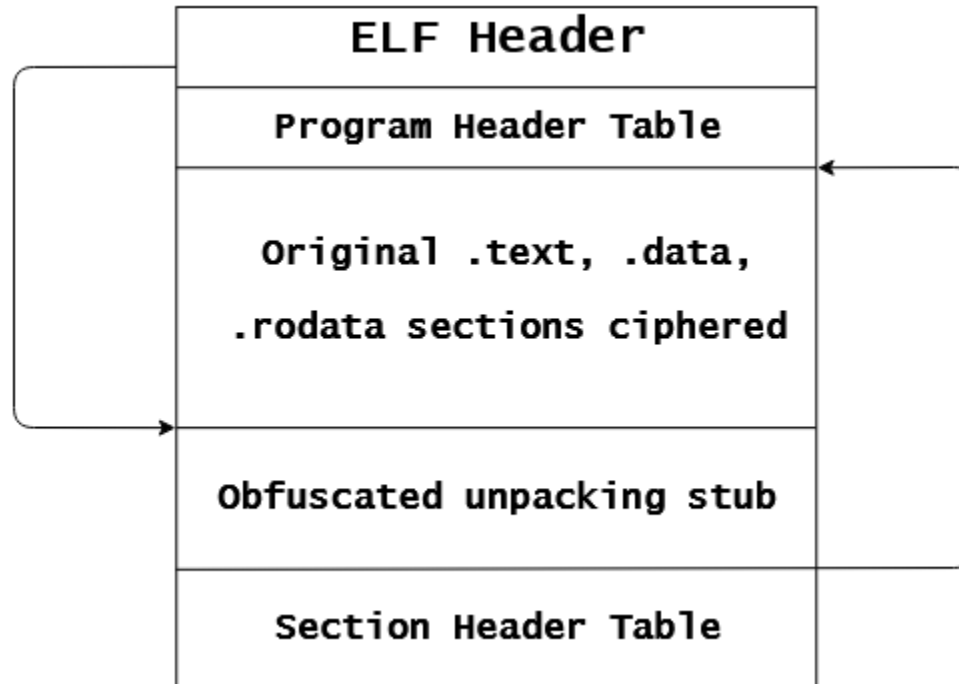 ELF Header
Program Header Table
Original .text, .data,
.rodata sections ciphered
Obfuscated unpacking stub
Section Header Table